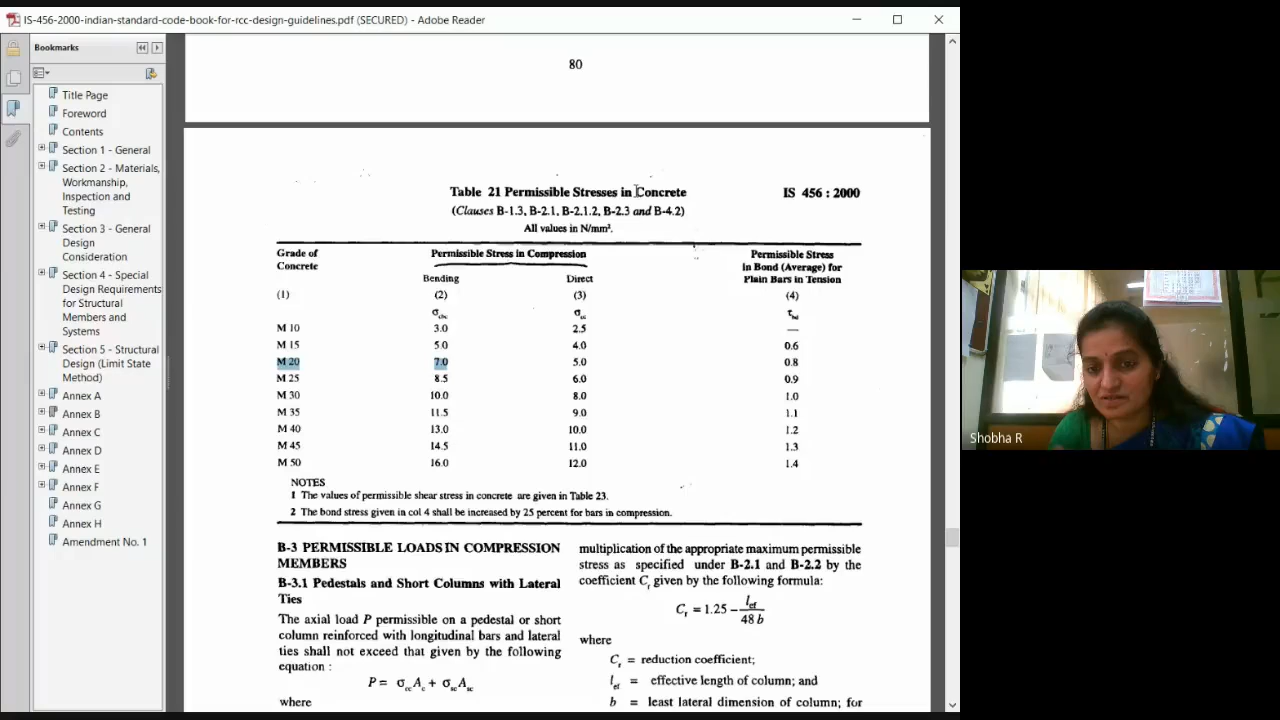 IS-456-2000-indian-standard-code-book-for-rcc-design-guidelines.pdf (SECURED) - Adobe Reader
Bookmarks
Title Page
Foreword
Contents
Section 1 - General
Section 2 - Materials,
Workmanship,
Inspection and
Testing
Section 3 - General
Design
Consideration
Section 4 - Special
Design Requirements
for Structural
Members and
Systems
Section 5 - Structural
Design (Limit State
Method)
Annex A
Annex B
Annex C
Annex D
Annex E
Annex F
Annex G
Annex H
Amendment No. 1
80
Table 21 Permissible Stresses in Concrete
IS 456 : 2000
(Clauses B-1.3, B-2.1, B-2.1.2, B-2.3 and B-4.2)
All values in N/mm².
Grade of Concrete
Permissible Stress in Compression
Permissible Stress in Bond (Average) for Plain Bars in Tension
Bending Direct
(1) (2) (3) (4)
σcbc σcc τbd
M 10 3.0 2.5 —
M 15 5.0 4.0 0.6
M 20 7.0 5.0 0.8
M 25 8.5 6.0 0.9
M 30 10.0 8.0 1.0
M 35 11.5 9.0 1.1
M 40 13.0 10.0 1.2
M 45 14.5 11.0 1.3
M 50 16.0 12.0 1.4
NOTES
1 The values of permissible shear stress in concrete are given in Table 23.
2 The bond stress given in col 4 shall be increased by 25 percent for bars in compression.
B-3 PERMISSIBLE LOADS IN COMPRESSION
MEMBERS
B-3.1 Pedestals and Short Columns with Lateral
Ties
The axial load P permissible on a pedestal or short
column reinforced with longitudinal bars and lateral
ties shall not exceed that given by the following
equation :
P = σcc Ac + σsc Asc
where
multiplication of the appropriate maximum permissible
stress as specified under B-2.1 and B-2.2 by the
coefficient Cr given by the following formula:
Cr = 1.25 - lef / 48 b
where
Cr = reduction coefficient;
lef = effective length of column; and
b = least lateral dimension of column; for
Shobha R